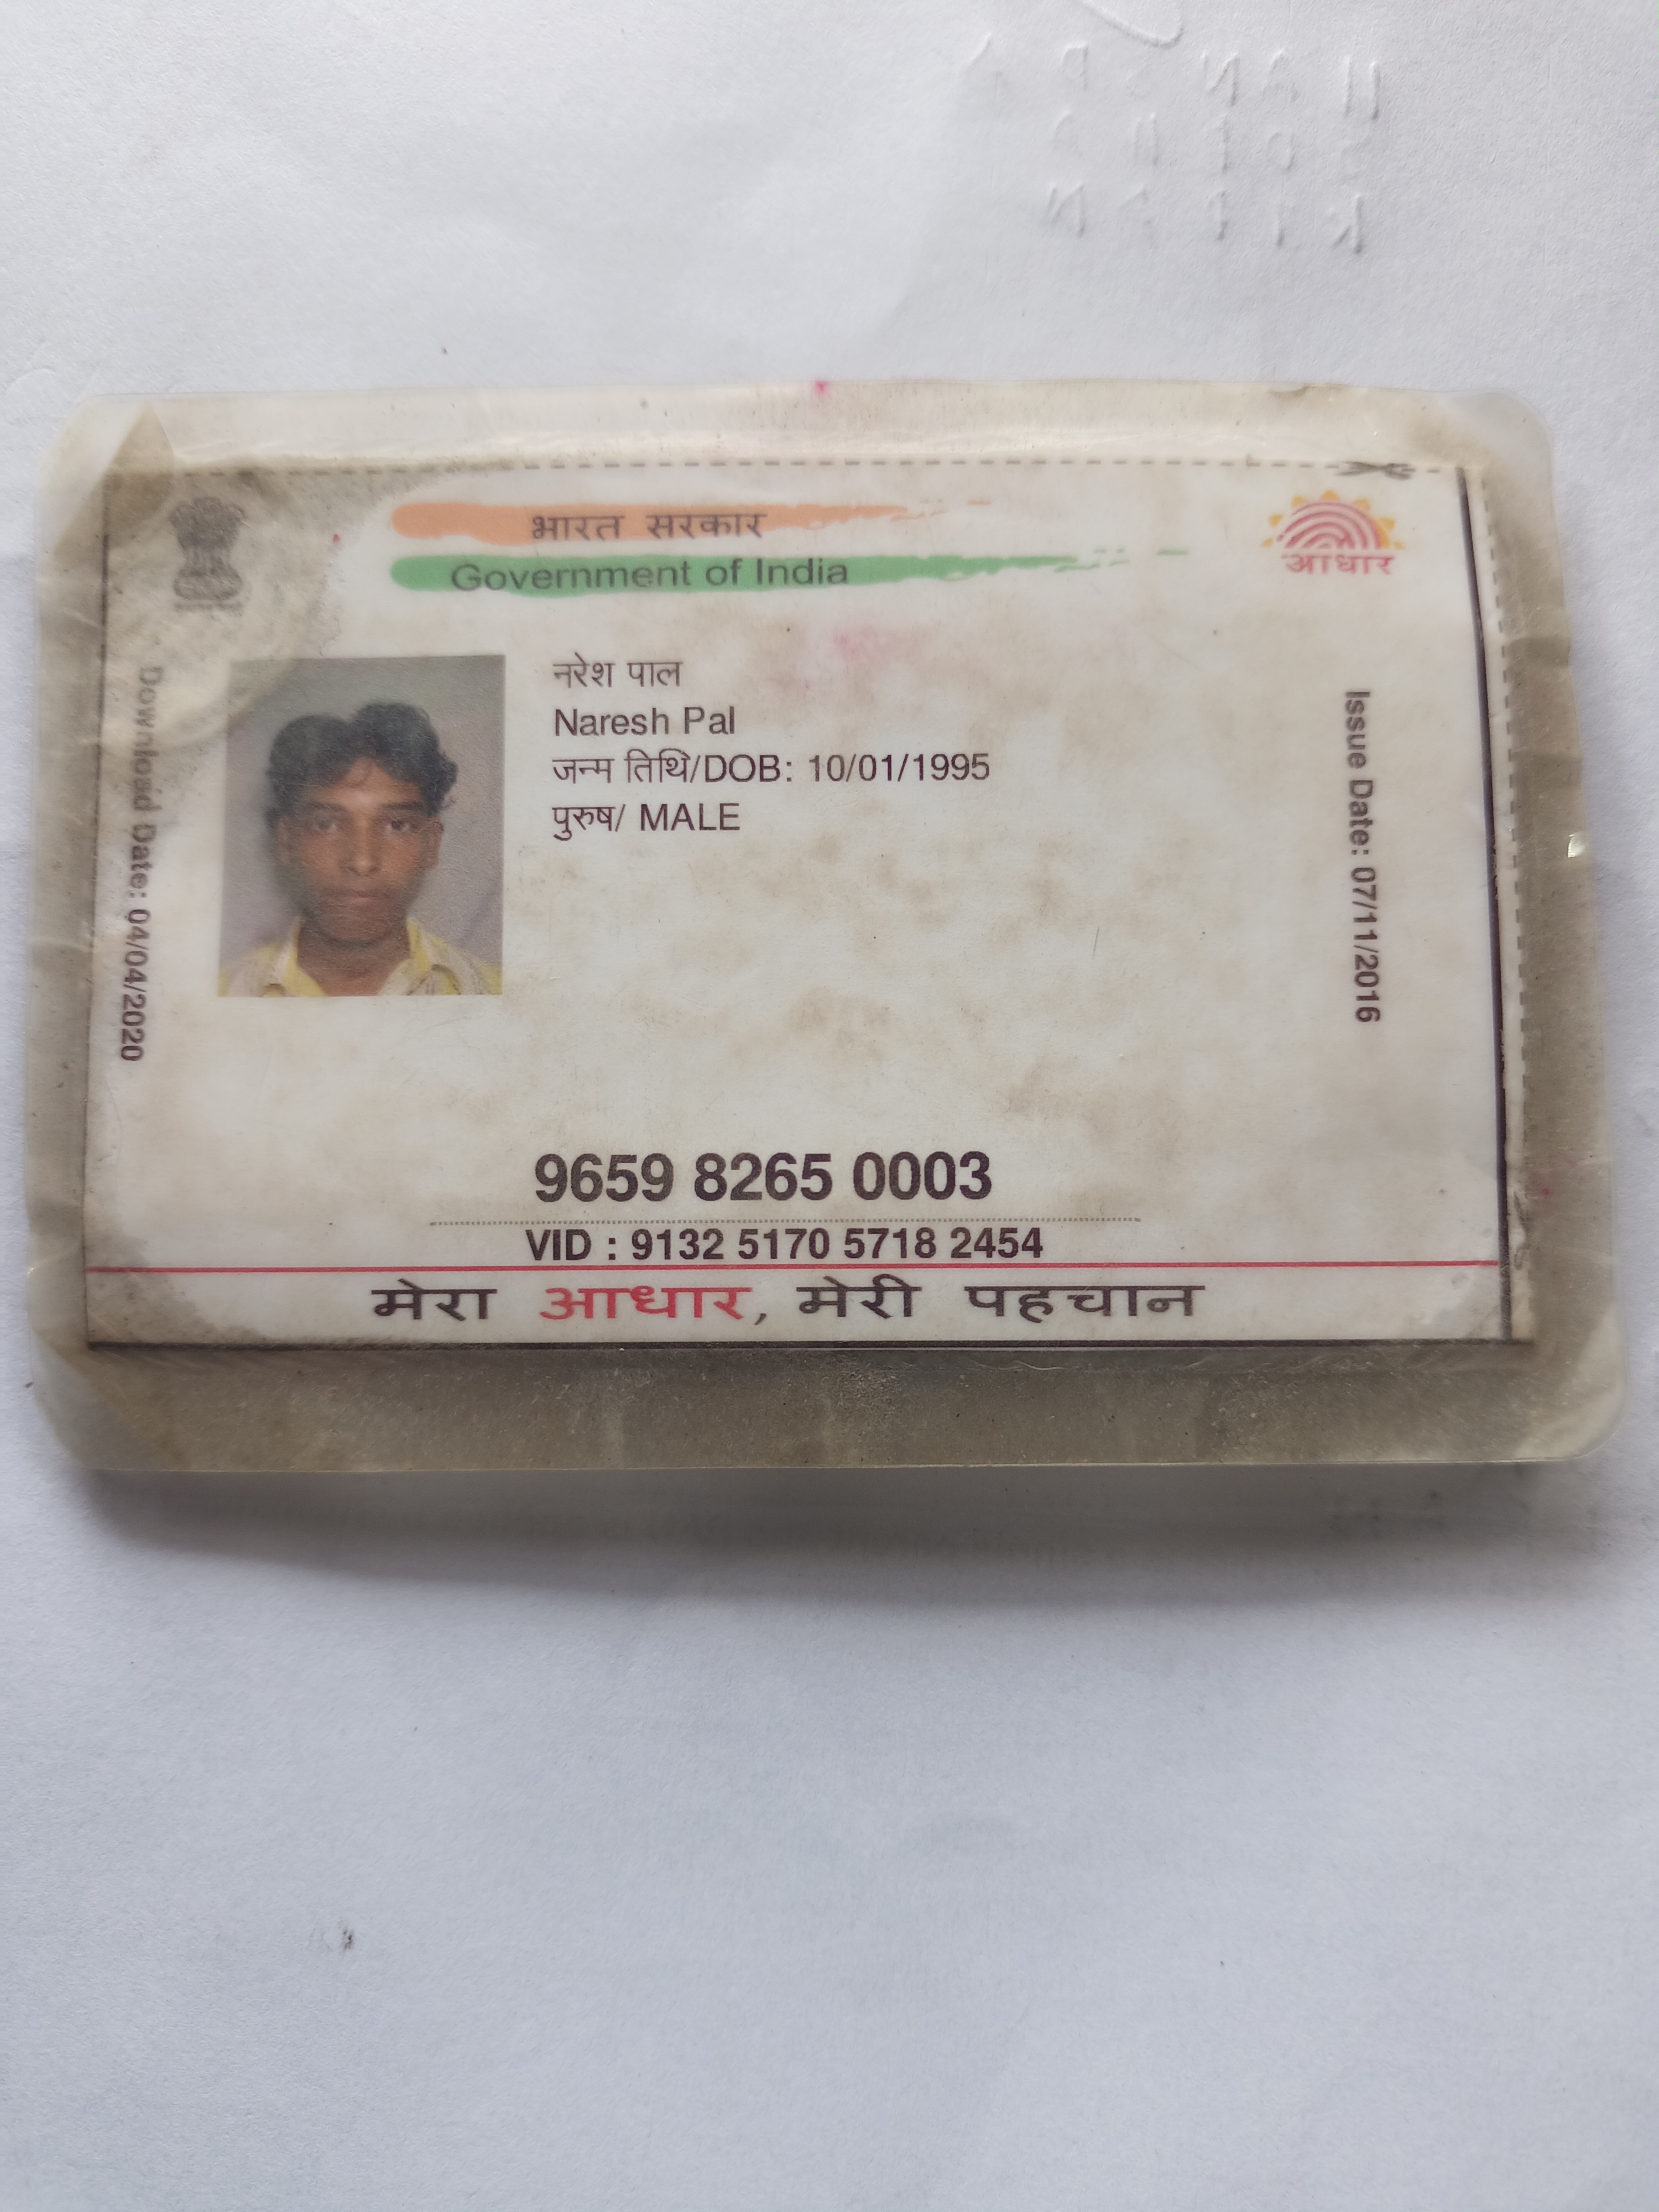 भारत सरकार
Government of India
आधार
Download Date: 04/04/2020
नरेश पाल
Naresh Pal
जन्म तिथि/DOB: 10/01/1995
पुरुष/ MALE
Issue Date: 07/11/2016
9659 8265 0003
VID : 9132 5170 5718 2454
मेरा आधार, मेरी पहचान